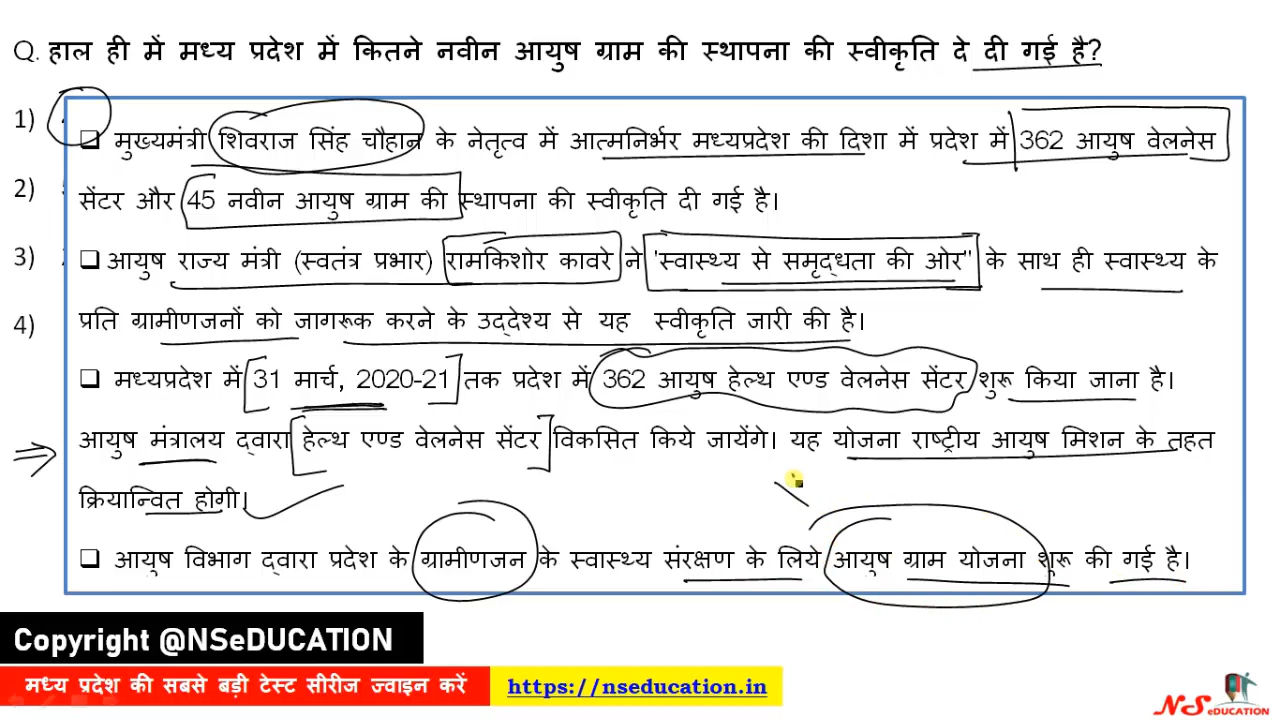 Q. हाल ही में मध्य प्रदेश में कितने नवीन आयुष ग्राम की स्थापना की स्वीकृति दे दी गई है?
1)
❑ मुख्यमंत्री शिवराज सिंह चौहान के नेतृत्व में आत्मनिर्भर मध्यप्रदेश की दिशा में प्रदेश में 362 आयुष वेलनेस
2)
सेंटर और 45 नवीन आयुष ग्राम की स्थापना की स्वीकृति दी गई है।
3)
❑ आयुष राज्य मंत्री (स्वतंत्र प्रभार) रामकिशोर कावरे ने 'स्वास्थ्य से समृद्धता की ओर" के साथ ही स्वास्थ्य के
4)
प्रति ग्रामीणजनों को जागरूक करने के उद्देश्य से यह स्वीकृति जारी की है।
❑ मध्यप्रदेश में 31 मार्च, 2020-21 तक प्रदेश में 362 आयुष हेल्थ एण्ड वेलनेस सेंटर शुरू किया जाना है।
आयुष मंत्रालय द्वारा हेल्थ एण्ड वेलनेस सेंटर विकसित किये जायेंगे। यह योजना राष्ट्रीय आयुष मिशन के तहत
क्रियान्वित होगी।
❑ आयुष विभाग द्वारा प्रदेश के ग्रामीणजन के स्वास्थ्य संरक्षण के लिये आयुष ग्राम योजना शुरू की गई है।
Copyright @NSeDUCATION
मध्य प्रदेश की सबसे बड़ी टेस्ट सीरीज ज्वाइन करें https://nseducation.in
NS eDUCATION